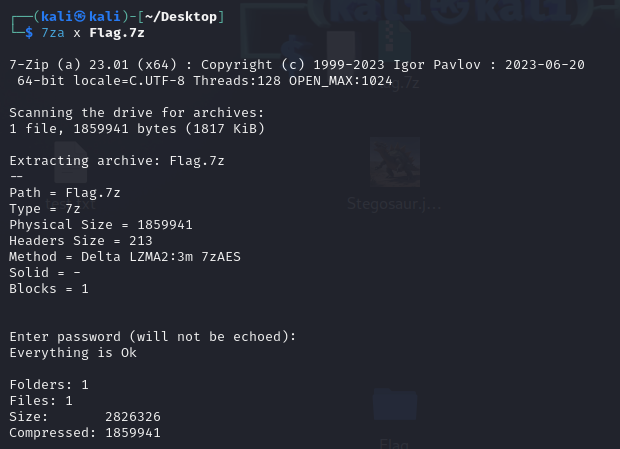 ┌──(kali㉿kali)-[~/Desktop]
└─$ 7za x Flag.7z
7-Zip (a) 23.01 (x64) : Copyright (c) 1999-2023 Igor Pavlov : 2023-06-20
 64-bit locale=C.UTF-8 Threads:128 OPEN_MAX:1024
Scanning the drive for archives:
1 file, 1859941 bytes (1817 KiB)
Extracting archive: Flag.7z
--
Path = Flag.7z
Type = 7z
Physical Size = 1859941
Headers Size = 213
Method = Delta LZMA2:3m 7zAES
Solid = -
Blocks = 1
Enter password (will not be echoed):
Everything is Ok
Folders: 1
Files: 1
Size:       2826326
Compressed: 1859941
Stegosaur.j...
Flag